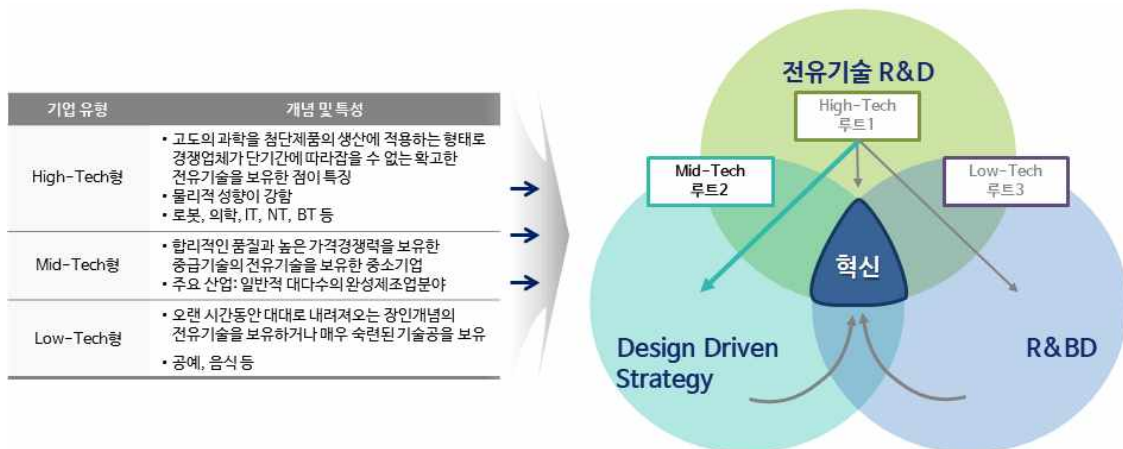 기업 유형
개념 및 특성
High-Tech형
• 고도의 과학을 첨단제품의 생산에 적용하는 형태로
경쟁업체가 단기간에 따라잡을 수 없는 확고한
전유기술을 보유한 점이 특징
• 물리적 성향이 강함
• 로봇, 의학, IT, NT, BT 등
Mid-Tech형
• 합리적인 품질과 높은 가격경쟁력을 보유한
중급기술의 전유기술을 보유한 중소기업
• 주요 산업: 일반적 대다수의 완성제조업분야
Low-Tech형
• 오랜 시간동안 대대로 내려져오는 장인개념의
전유기술을 보유하거나 매우 숙련된 기술공을 보유
• 공예, 음식 등
전유기술 R&D
High-Tech
루트1
Mid-Tech
루트2
Low-Tech
루트3
혁신
Design Driven
Strategy
R&BD